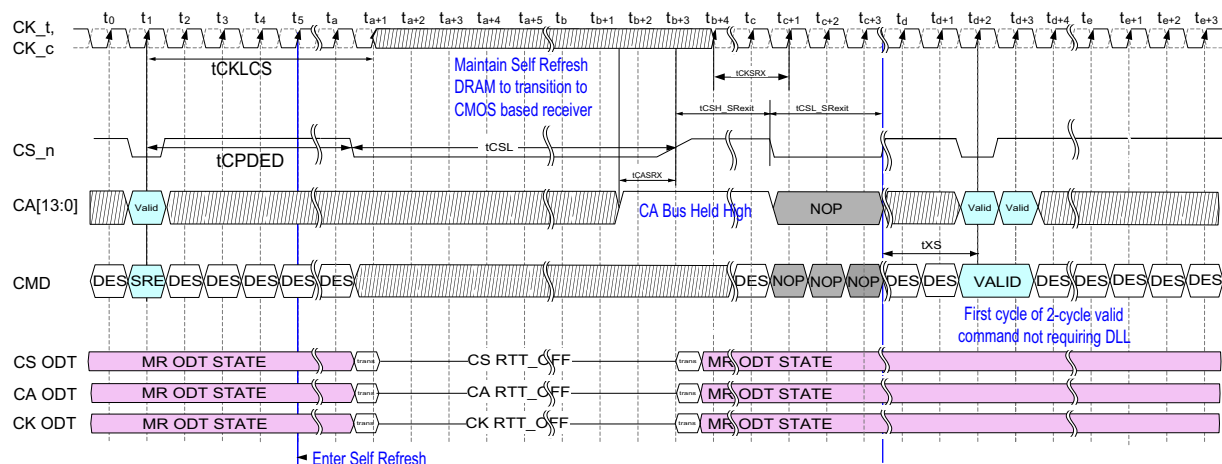 t0 t1 t2 t3 t4 t5 ta ta+1 ta+2 ta+3 ta+4 ta+5 tb tb+1 tb+2 tb+3 tb+4 tc tc+1 tc+2 tc+3 td td+1 td+2 td+3 td+4 te te+1 te+2 te+3
CK_t,
CK_c
tCKLCS
Maintain Self Refresh
DRAM to transition to
CMOS based receiver
tCKSRX
tCSH_SRexit
tCSL_SRexit
CS_n
tCPDED
tCSL
tCASRX
CA[13:0]
Valid
CA Bus Held High
NOP
Valid Valid
tXS
CMD
DES SRE DES DES DES DES DES DES NOP NOP NOP DES DES VALID DES DES DES DES DES
First cycle of 2-cycle valid
command not requiring DLL
CS ODT MR ODT STATE trans CS RTT_OFF trans MR ODT STATE
CA ODT MR ODT STATE trans CA RTT_OFF trans MR ODT STATE
CK ODT MR ODT STATE trans CK RTT_OFF trans MR ODT STATE
Enter Self Refresh